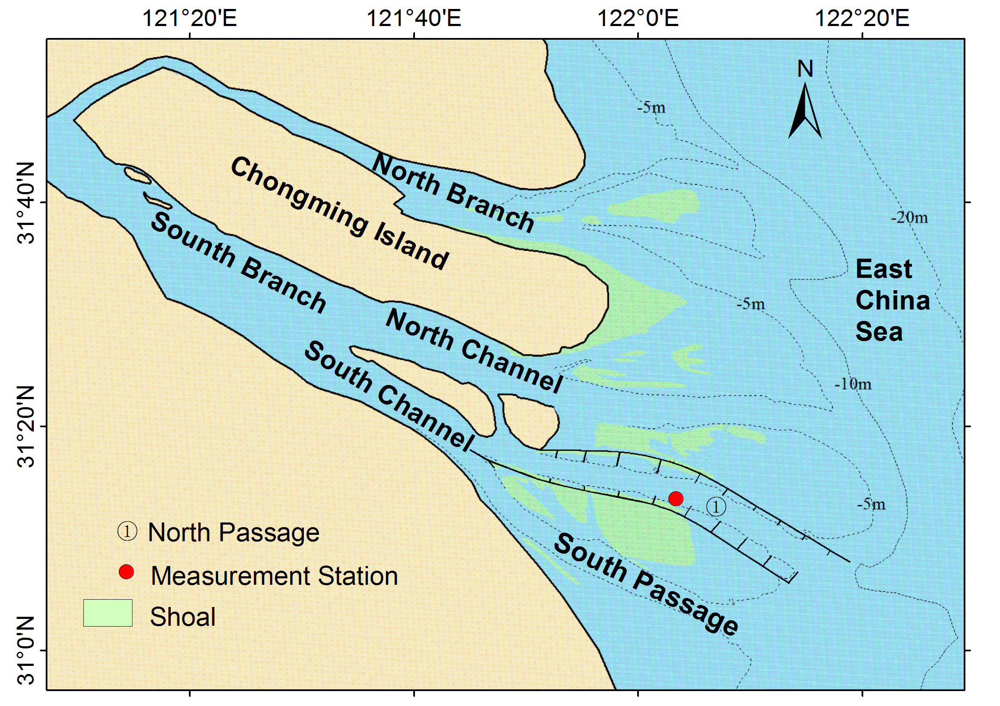 121°20'E
121°40'E
122°0'E
122°20'E
N
-5m
31°40'N
North Branch
Chongming Island
-20m
Sounth Branch
East
China
Sea
-5m
North Channel
South Channel
-10m
31°20'N
-5m
①
① North Passage
South Passage
Measurement Station
Shoal
31°0'N